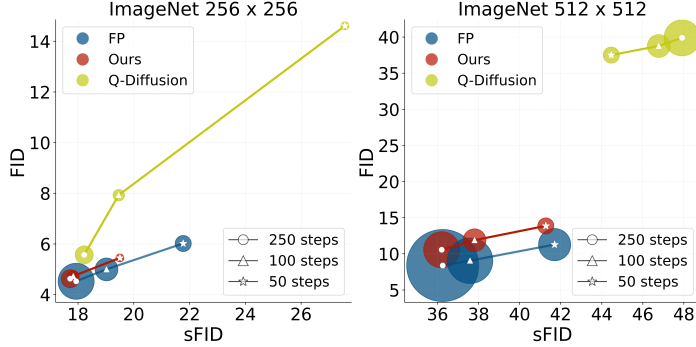 ImageNet 256 x 256
FP
Ours
Q-Diffusion
250 steps
100 steps
50 steps
14
12
10
8
6
4
FID
18
20
22
24
26
sFID
ImageNet 512 x 512
FP
Ours
Q-Diffusion
250 steps
100 steps
50 steps
40
35
30
25
20
15
10
5
FID
36
38
40
42
44
46
48
sFID